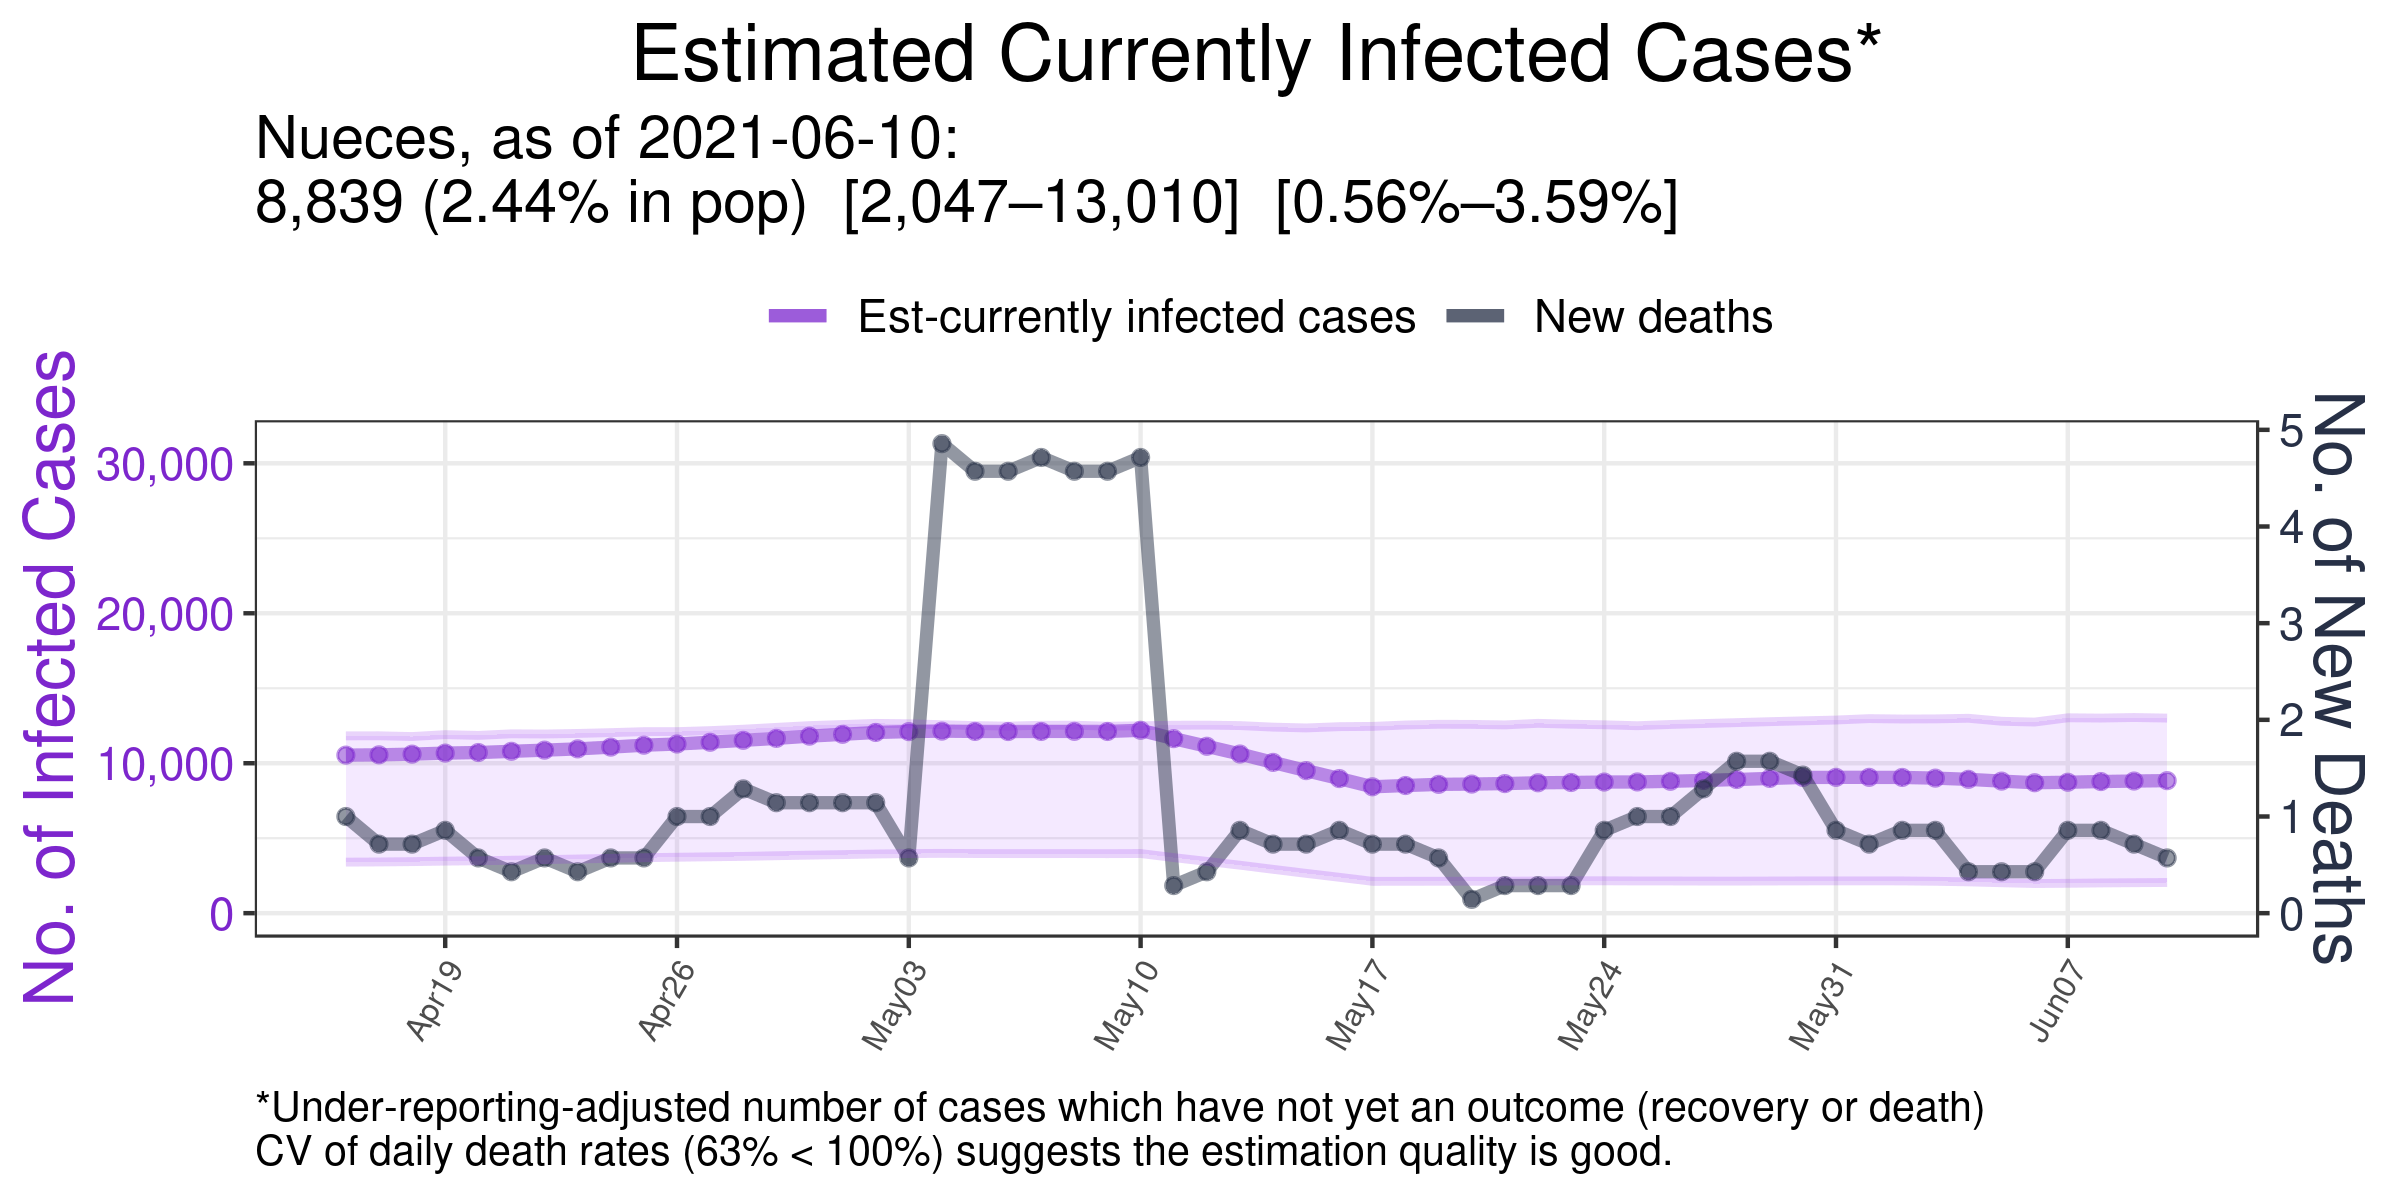 Estimated Currently Infected Cases*
Nueces, as of 2021-06-10:
8,839 (2.44% in pop)  [2,047–13,010]  [0.56%–3.59%]
Est-currently infected cases
New deaths
No. of Infected Cases
30,000
20,000
10,000
0
5
4
3
2
1
0
No. of New Deaths
Apr19
Apr26
May03
May10
May17
May24
May31
Jun07
*Under-reporting-adjusted number of cases which have not yet an outcome (recovery or death)
CV of daily death rates (63% < 100%) suggests the estimation quality is good.